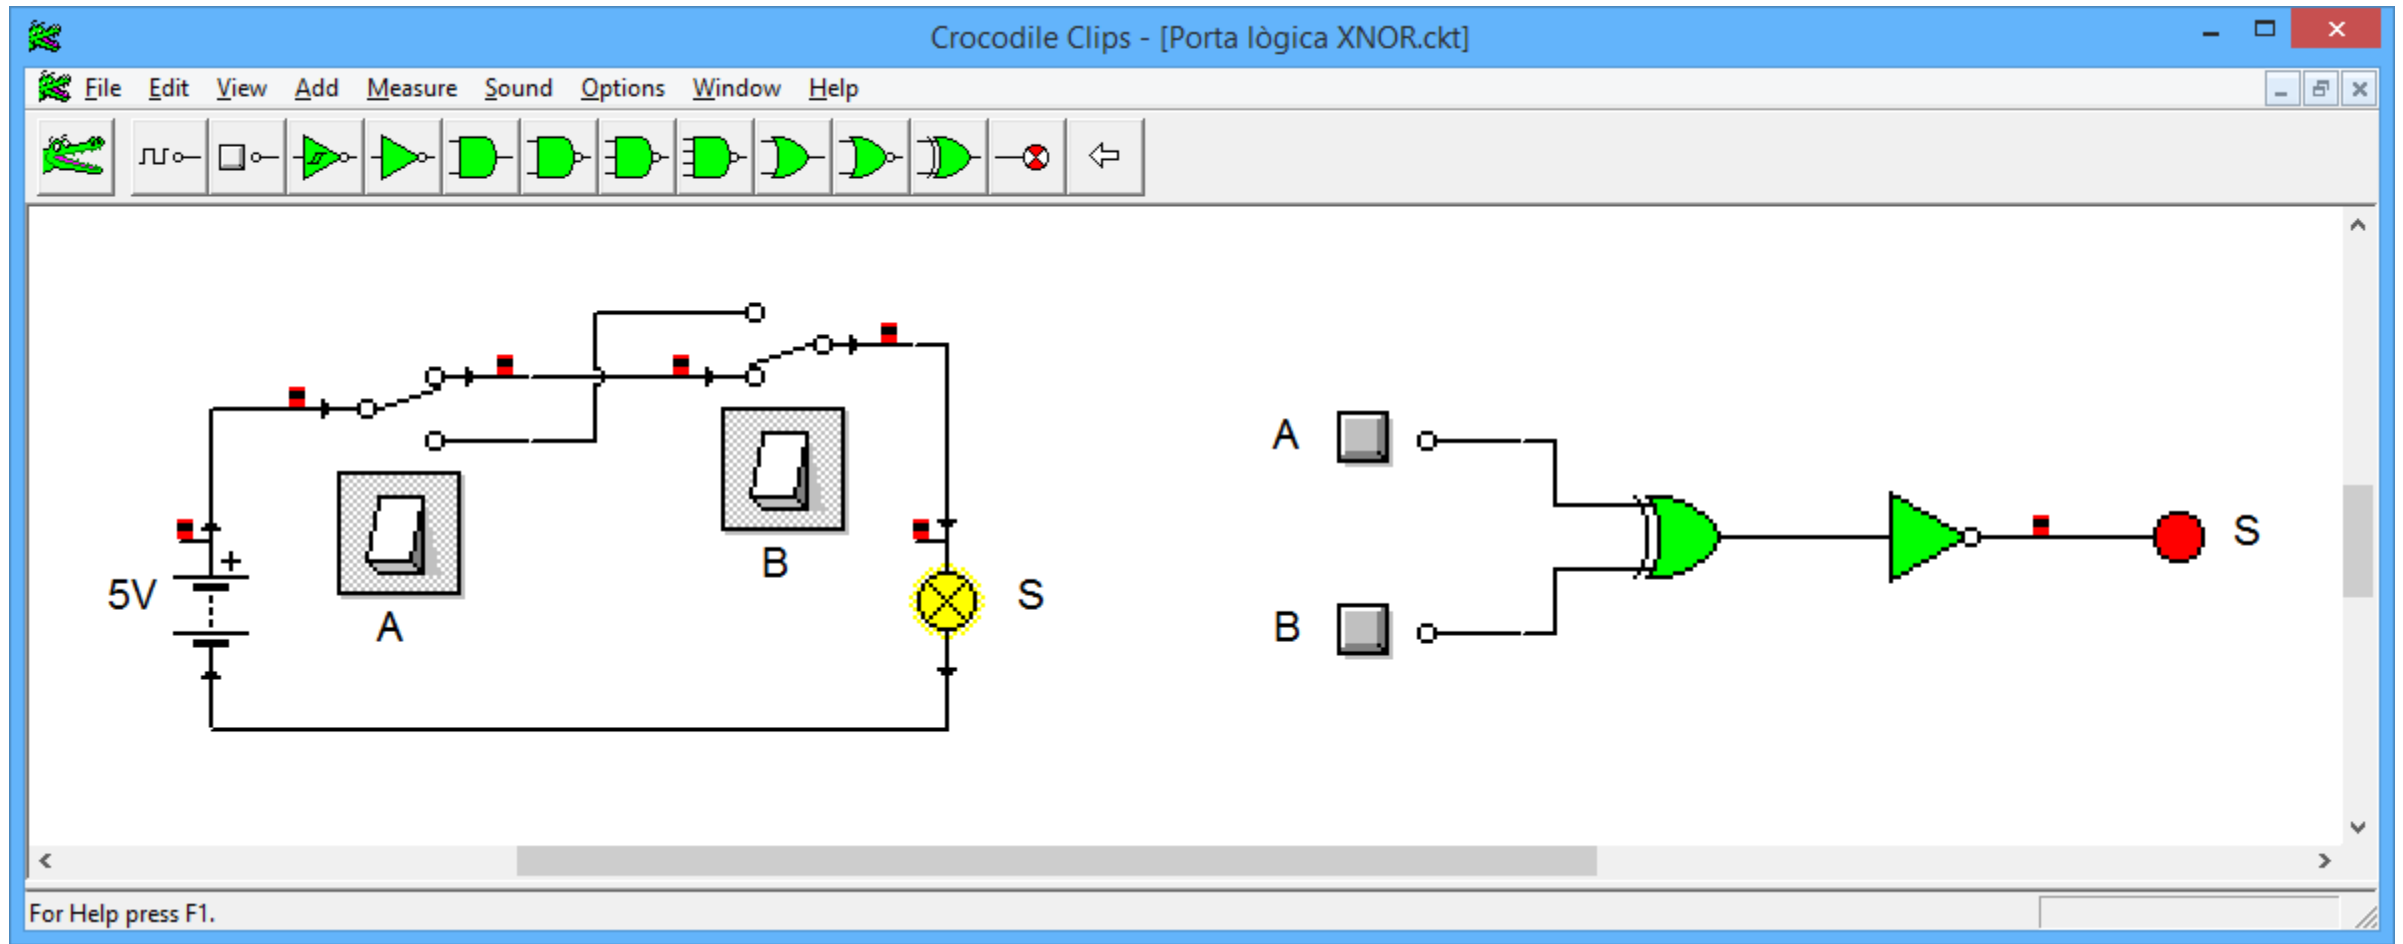 Crocodile Clips - [Porta lògica XNOR.ckt]
File Edit View Add Measure Sound Options Window Help
5V
+
A
B
S
A
B
S
For Help press F1.